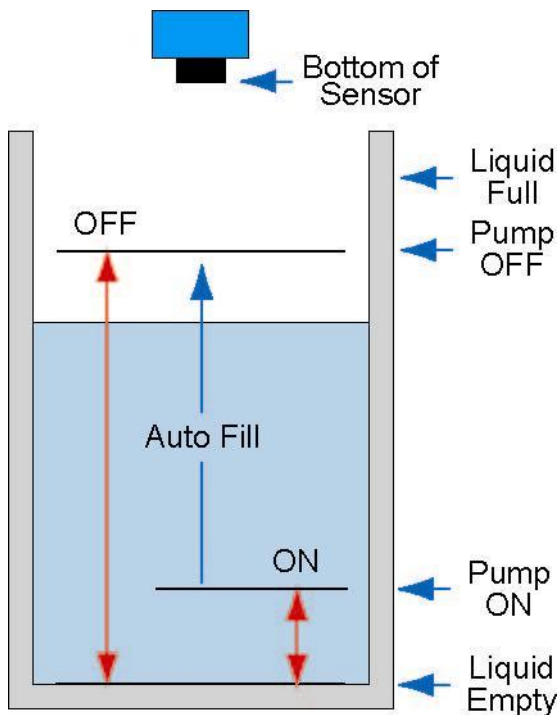 Bottom of
Sensor
Liquid
Full
OFF
Pump
OFF
Auto Fill
ON
Pump
ON
Liquid
Empty